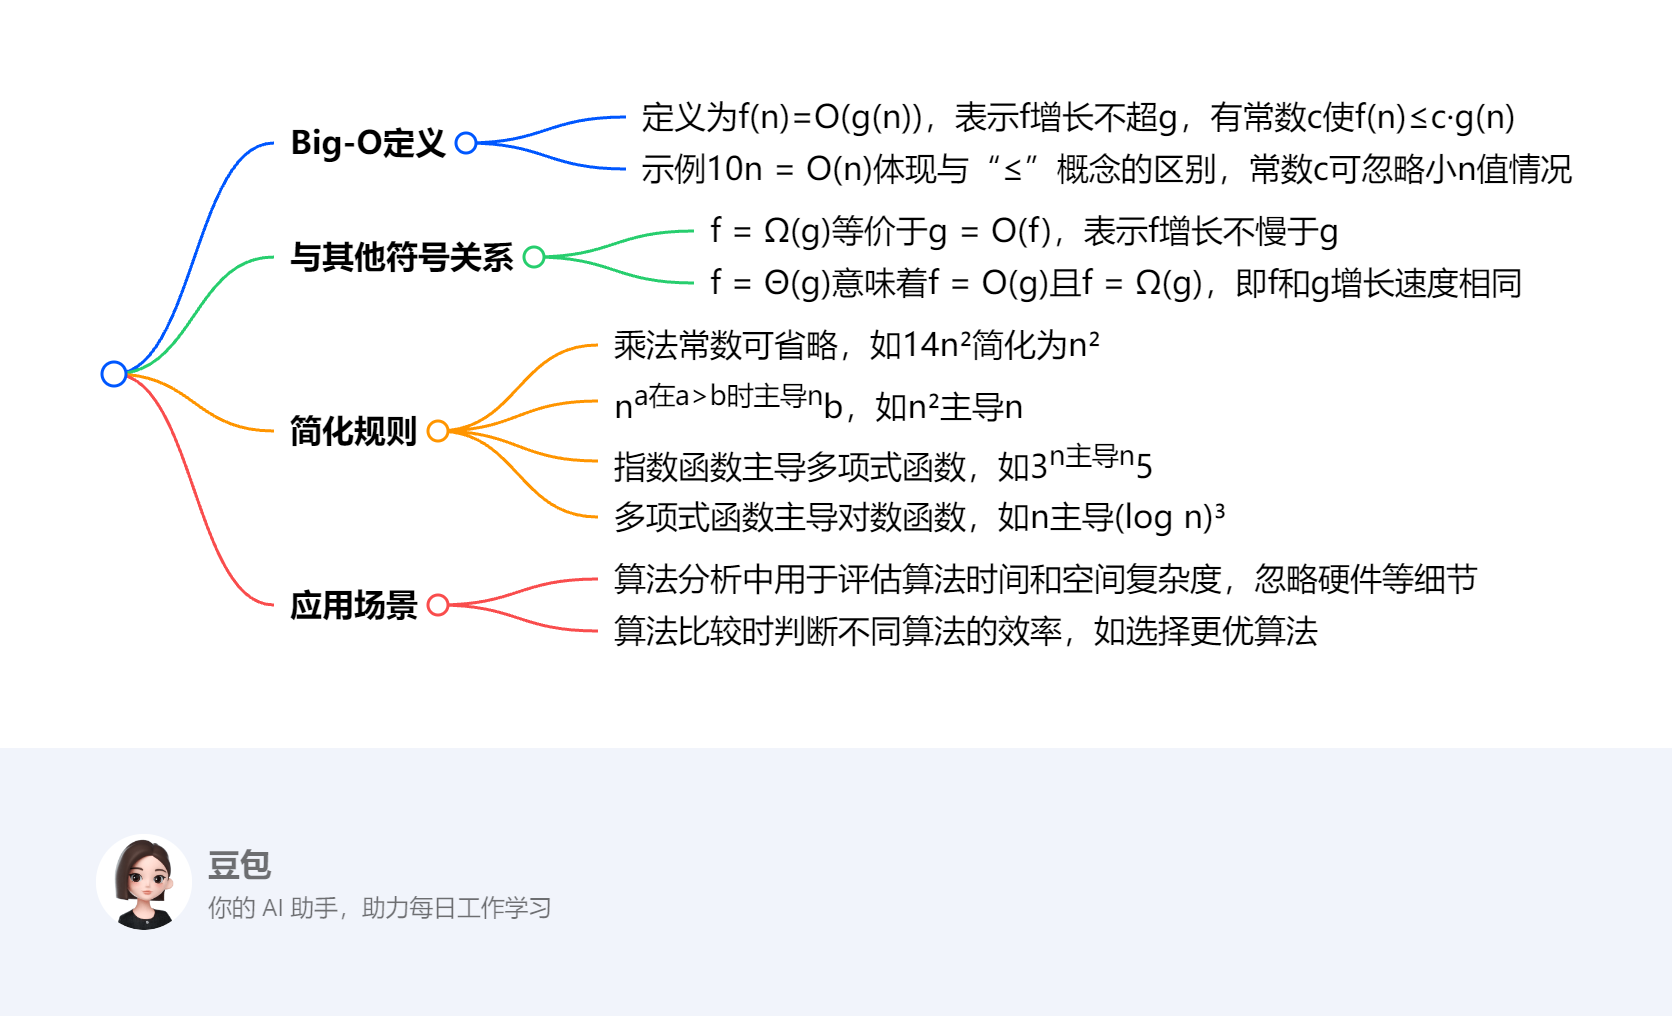 Big-O定义
定义为f(n)=O(g(n))，表示f增长不超g，有常数c使f(n)≤c·g(n)
示例10n = O(n)体现与“≤”概念的区别，常数c可忽略小n值情况
与其他符号关系
f = Ω(g)等价于g = O(f)，表示f增长不慢于g
f = Θ(g)意味着f = O(g)且f = Ω(g)，即f和g增长速度相同
简化规则
乘法常数可省略，如14n²简化为n²
n^a在a>b时主导n^b，如n²主导n
指数函数主导多项式函数，如3^n主导n^5
多项式函数主导对数函数，如n主导(log n)³
应用场景
算法分析中用于评估算法时间和空间复杂度，忽略硬件等细节
算法比较时判断不同算法的效率，如选择更优算法
豆包
你的 AI 助手，助力每日工作学习